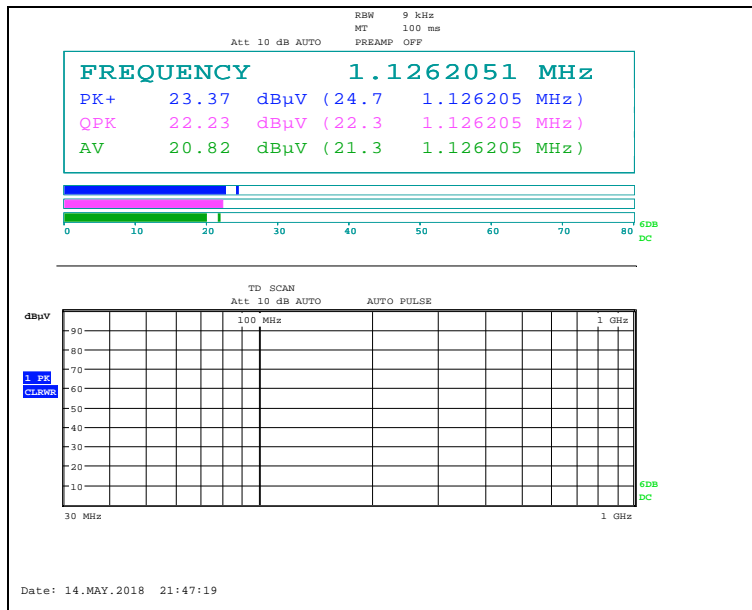 RBW 9 kHz
MT 100 ms
Att 10 dB AUTO PREAMP OFF
FREQUENCY 1.1262051 MHz
PK+ 23.37 dBµV (24.7 1.126205 MHz)
QPK 22.23 dBµV (22.3 1.126205 MHz)
AV 20.82 dBµV (21.3 1.126205 MHz)
0 10 20 30 40 50 60 70 80
6DB
DC
TD SCAN
Att 10 dB AUTO AUTO PULSE
dBµV
100 MHz 1 GHz
90
80
70
1 PK
60
CLRWR
50
40
30
20
10
6DB
DC
30 MHz 1 GHz
Date: 14.MAY.2018 21:47:19